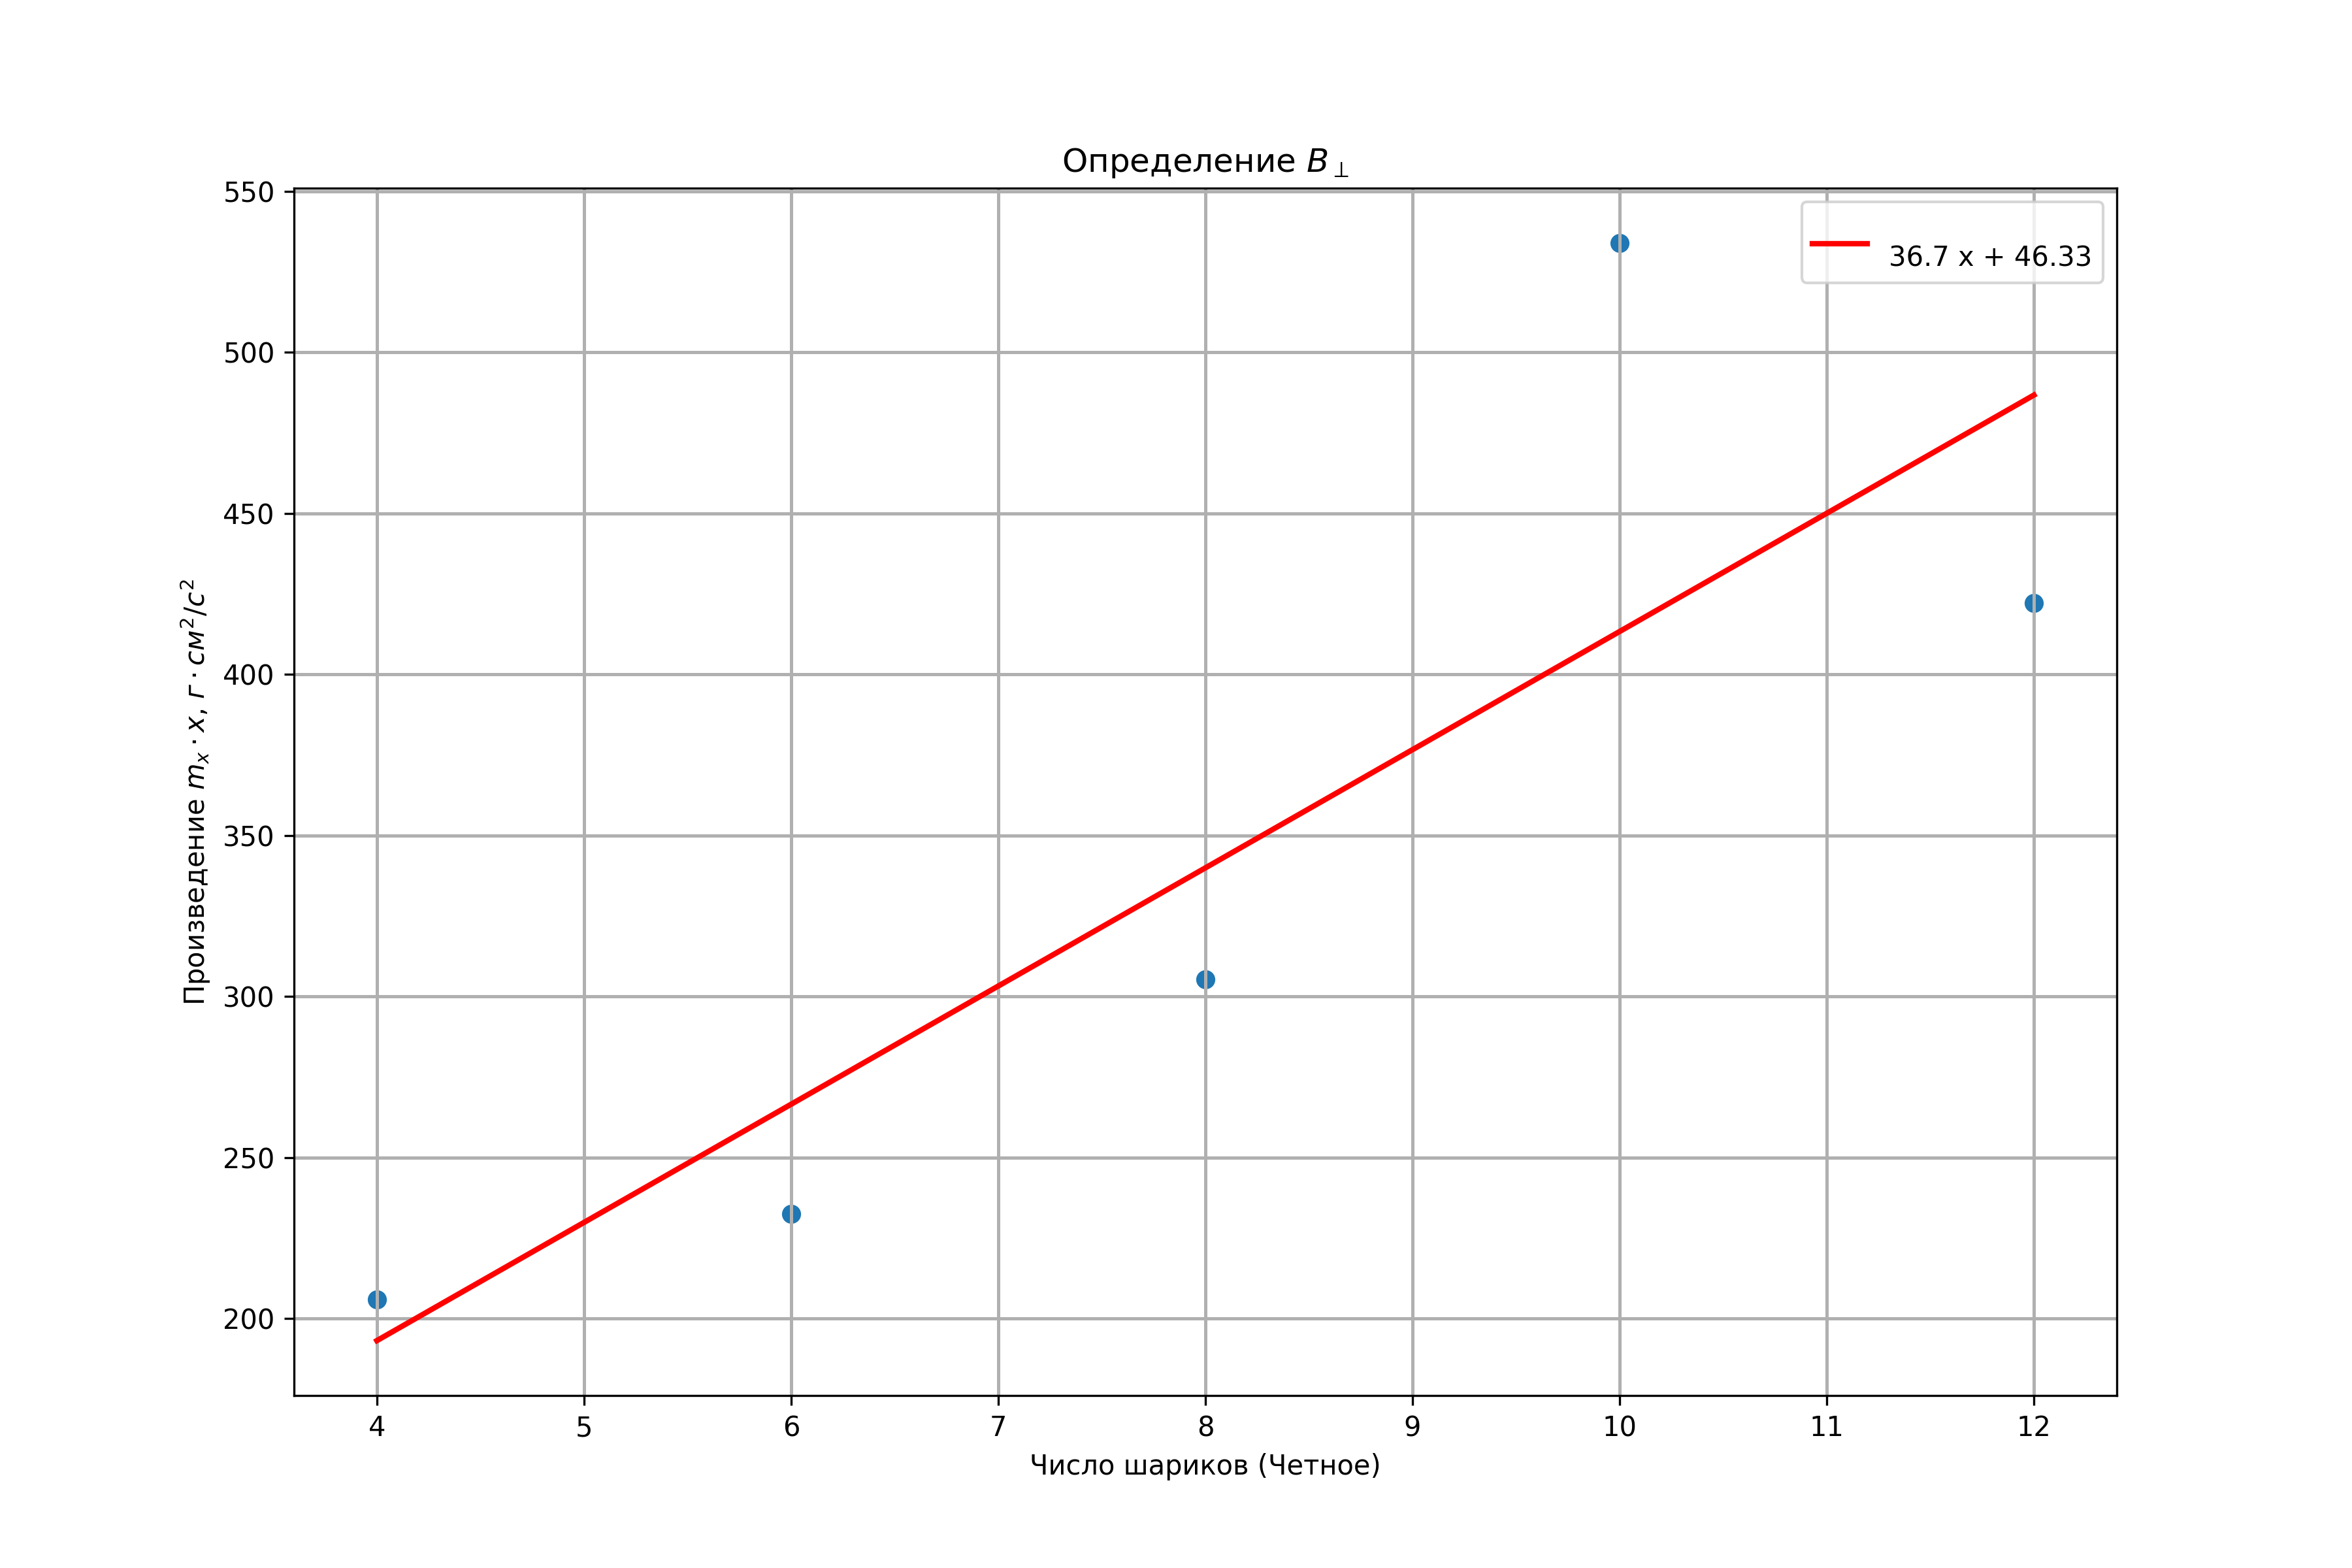 Определение B⊥
36.7 x + 46.33
Произведение mₓ · x, г · см²/с²
550
500
450
400
350
300
250
200
4 5 6 7 8 9 10 11 12
Число шариков (Четное)